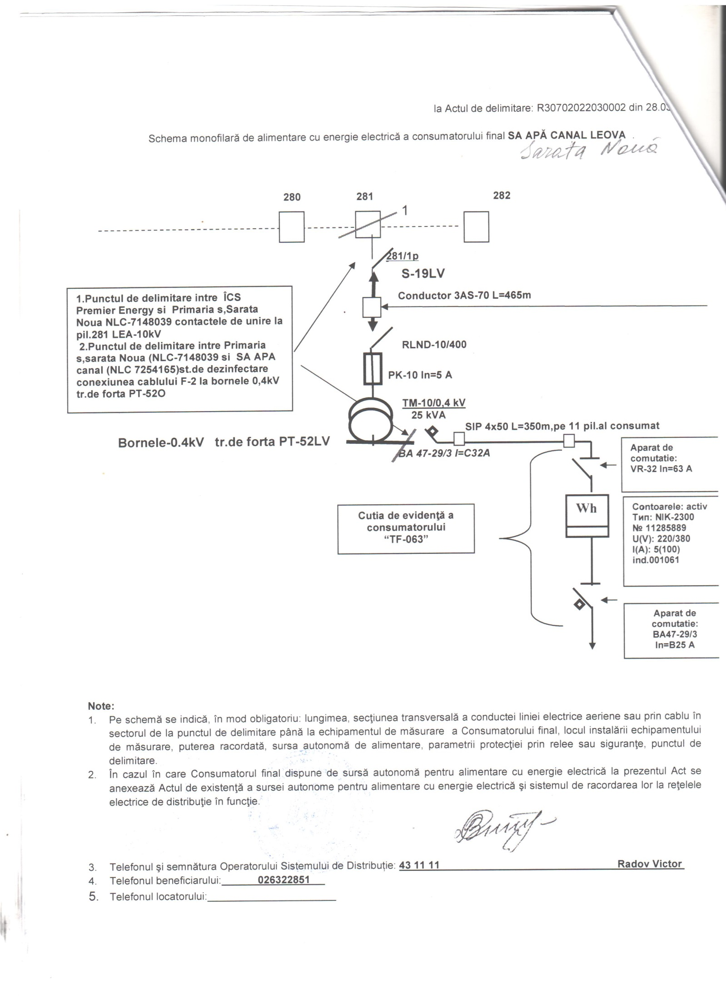 la Actul de delimitare: R30702022030002 din 28.03
Schema monofilară de alimentare cu energie electrică a consumatorului final SA APĂ CANAL LEOVA .
Sarata Nouă
280
281
282
1
281/1p
S-19LV
Conductor 3AS-70 L=465m
1.Punctul de delimitare intre ÎCS
Premier Energy si Primaria s,Sarata
Noua NLC-7148039 contactele de unire la
pil.281 LEA-10kV
2.Punctul de delimitare intre Primaria
s,sarata Noua (NLC-7148039 si SA APA
canal (NLC 7254165)st.de dezinfectare
conexiunea cablului F-2 la bornele 0,4kV
tr.de forta PT-52O
RLND-10/400
PK-10 In=5 A
TM-10/0,4 kV
25 kVA
SIP 4x50 L=350m,pe 11 pil.al consumat
Bornele-0.4kV tr.de forta PT-52LV
BA 47-29/3 I=C32A
Aparat de
comutatie:
VR-32 In=63 A
Wh
Contoarele: activ
Тип: NIK-2300
№ 11285889
U(V): 220/380
I(A): 5(100)
ind.001061
Cutia de evidenţă a
consumatorului
“TF-063”
Aparat de
comutatie:
BA47-29/3
In=B25 A
Note:
1. Pe schemă se indică, în mod obligatoriu: lungimea, secţiunea transversală a conductei liniei electrice aeriene sau prin cablu în
sectorul de la punctul de delimitare până la echipamentul de măsurare a Consumatorului final, locul instalării echipamentului
de măsurare, puterea racordată, sursa autonomă de alimentare, parametrii protecţiei prin relee sau siguranţe, punctul de
delimitare.
2. În cazul în care Consumatorul final dispune de sursă autonomă pentru alimentare cu energie electrică la prezentul Act se
anexează Actul de existenţă a sursei autonome pentru alimentare cu energie electrică şi sistemul de racordarea lor la reţelele
electrice de distribuţie în funcţie.
3. Telefonul şi semnătura Operatorului Sistemului de Distribuție: 43 11 11 Radov Victor
4. Telefonul beneficiarului: 026322851
5. Telefonul locatorului: